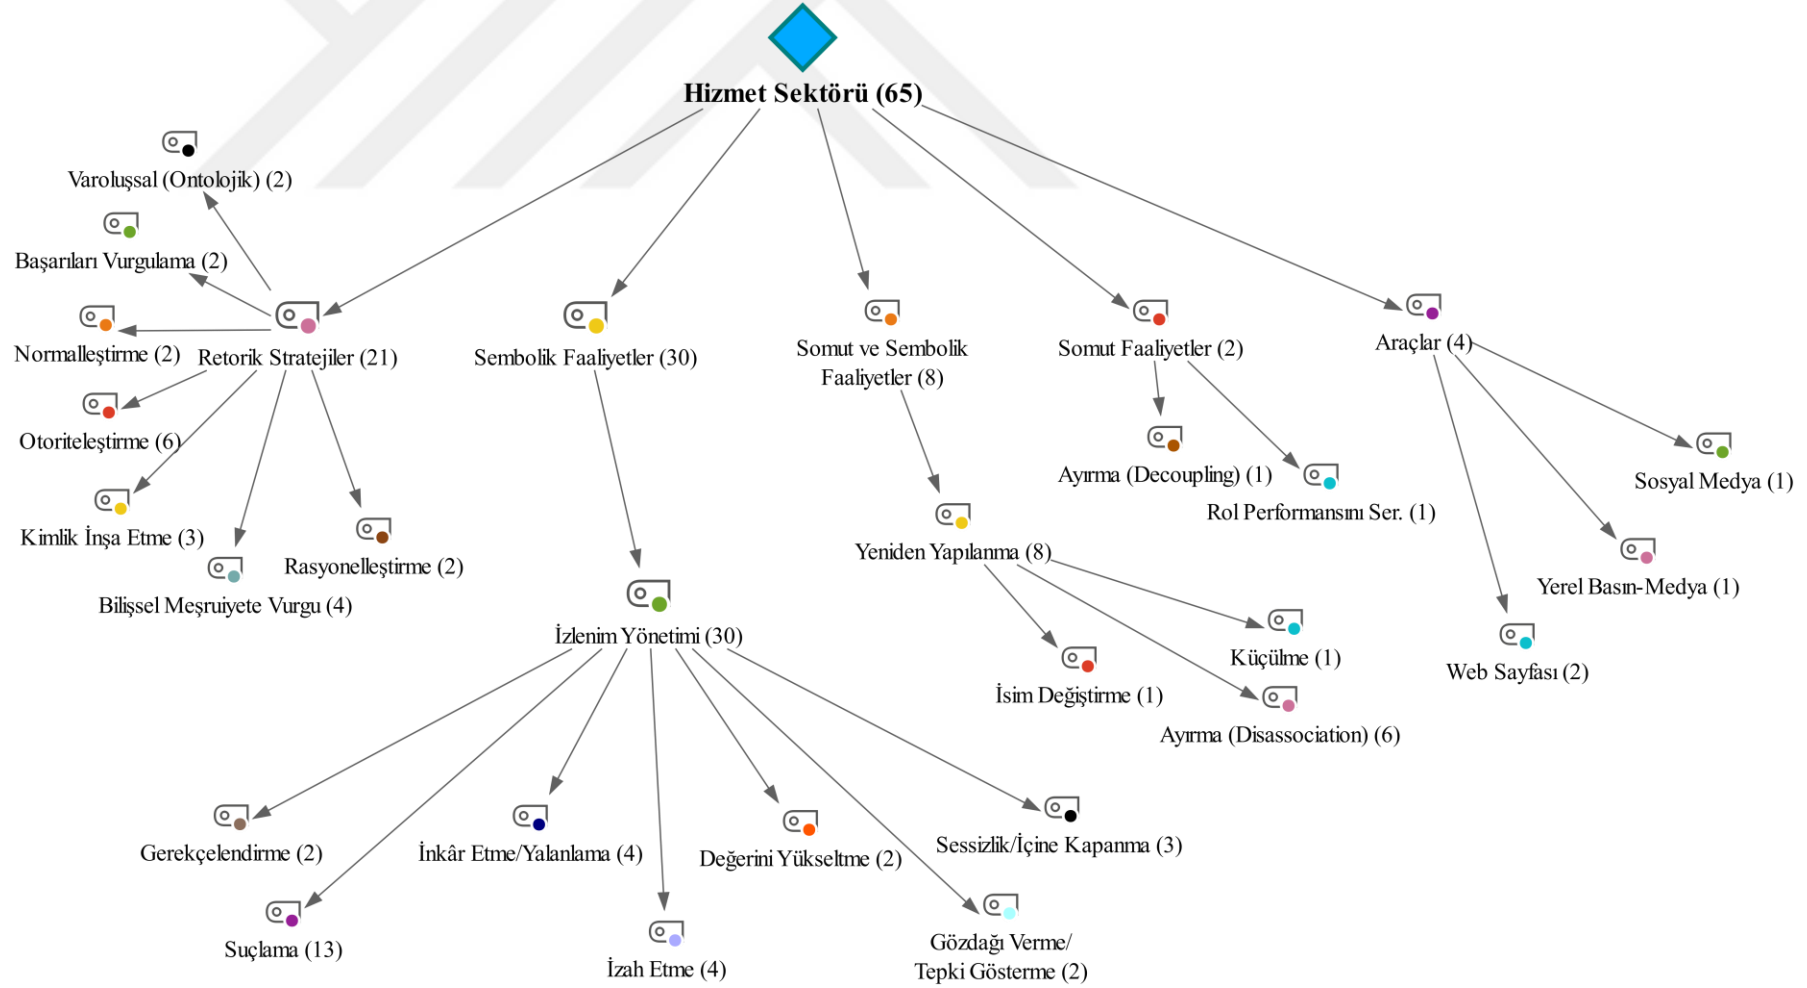 Hizmet Sektörü (65)
Varoluşsal (Ontolojik) (2)
Başarıları Vurgulama (2)
Normalleştirme (2)
Retorik Stratejiler (21)
Otoriteleştirme (6)
Kimlik İnşa Etme (3)
Bilişsel Meşruiyete Vurgu (4)
Rasyonelleştirme (2)
Sembolik Faaliyetler (30)
İzlenim Yönetimi (30)
Gerekçelendirme (2)
Suçlama (13)
İnkâr Etme/Yalanlama (4)
İzah Etme (4)
Değerini Yükseltme (2)
Gözdağı Verme/
Tepki Gösterme (2)
Sessizlik/İçine Kapanma (3)
Somut ve Sembolik
Faaliyetler (8)
Yeniden Yapılanma (8)
İsim Değiştirme (1)
Ayırma (Disassociation) (6)
Küçülme (1)
Somut Faaliyetler (2)
Ayırma (Decoupling) (1)
Rol Performansını Ser. (1)
Araçlar (4)
Web Sayfası (2)
Yerel Basın-Medya (1)
Sosyal Medya (1)